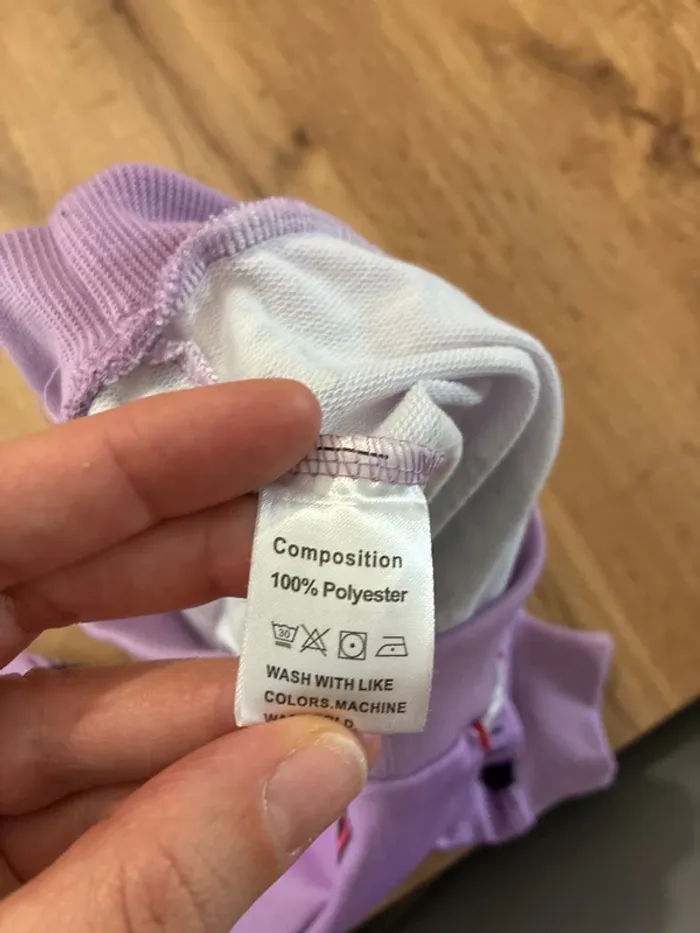 Composition
100% Polyester
30
WASH WITH LIKE
COLORS.MACHINE